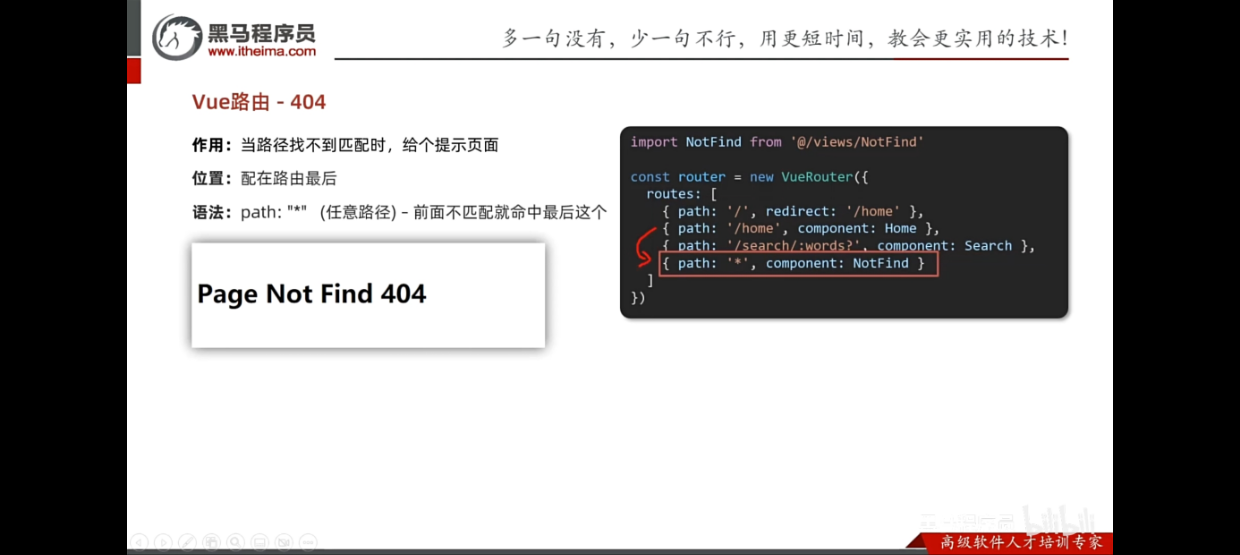 黑马程序员
www.itheima.com
多一句没有，少一句不行，用更短时间，教会更实用的技术！
Vue路由 - 404
作用：当路径找不到匹配时，给个提示页面
位置：配在路由最后
语法：path: "*" （任意路径) – 前面不匹配就命中最后这个
Page Not Find 404
import NotFind from '@/views/NotFind'
const router = new VueRouter({
routes: [
{ path: '/', redirect: '/home' },
{ path: '/home', component: Home },
{ path: '/search/:words?', component: Search },
{ path: '*', component: NotFind }
]
})
bilibili
高级软件人才培训专家